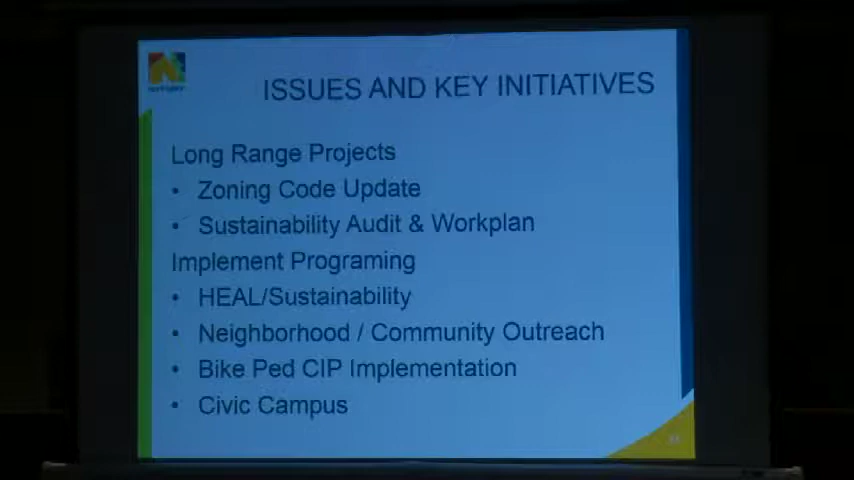 ISSUES AND KEY INITIATIVES
Long Range Projects
• Zoning Code Update
• Sustainability Audit & Workplan
Implement Programing
• HEAL/Sustainability
• Neighborhood / Community Outreach
• Bike Ped CIP Implementation
• Civic Campus